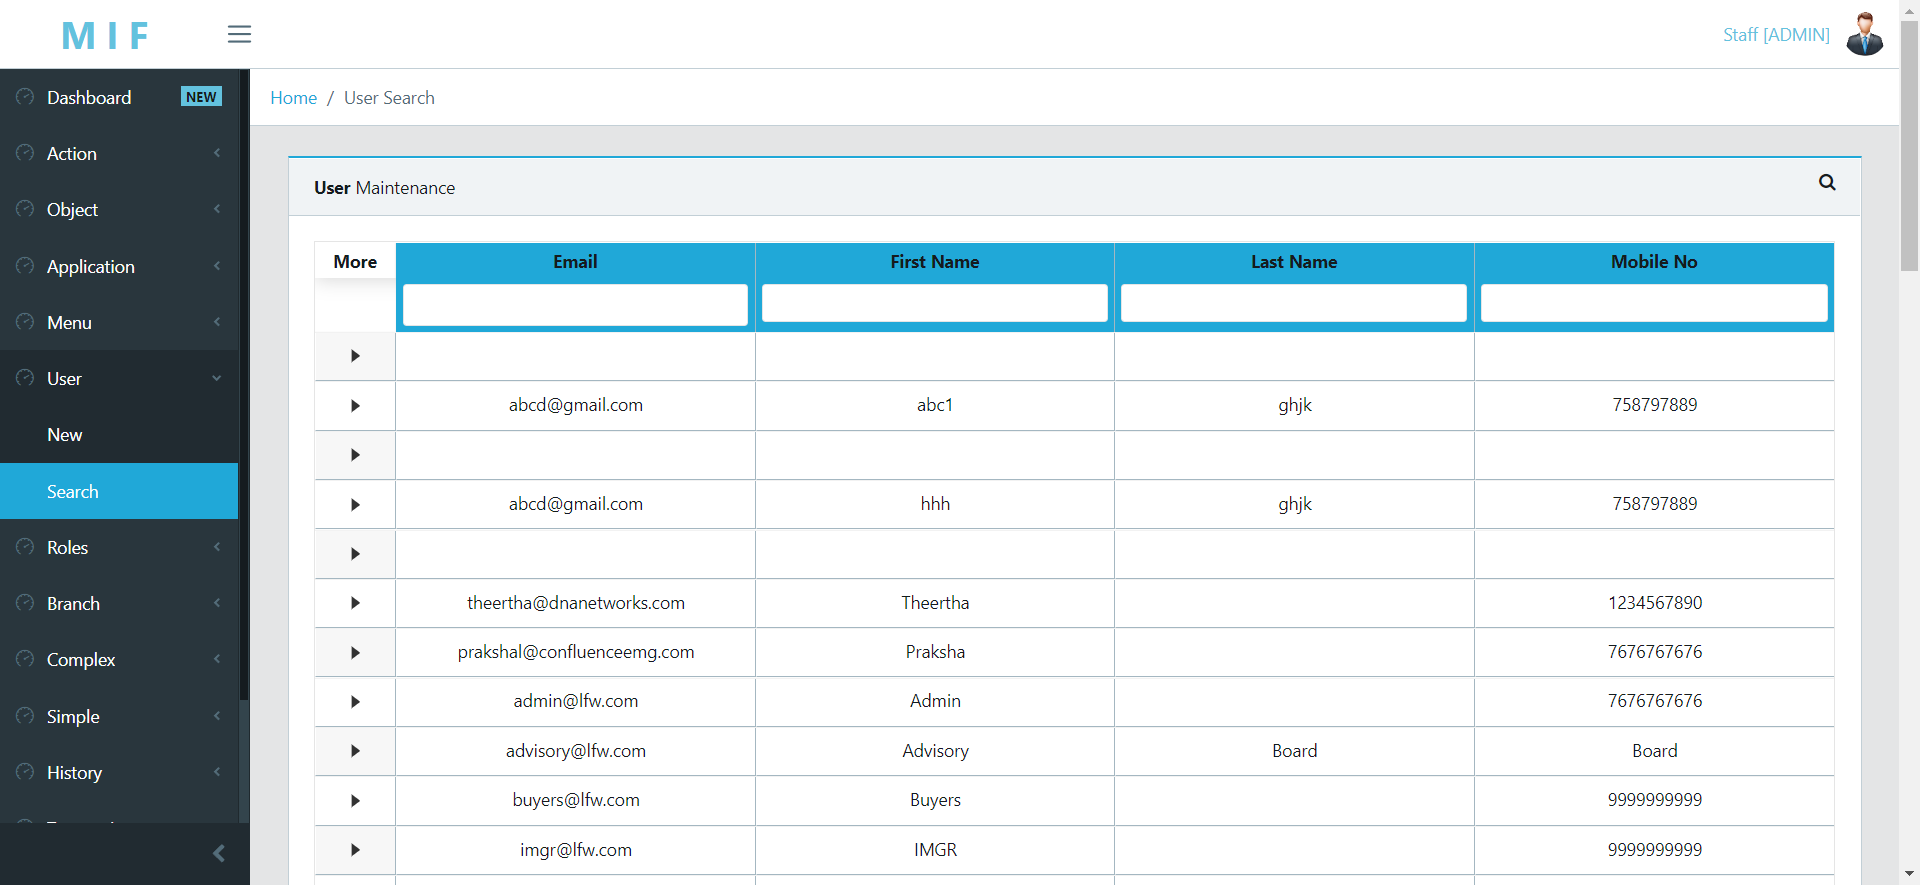 M I F
Staff [ADMIN]
Dashboard NEW
Action
Object
Application
Menu
User
New
Search
Roles
Branch
Complex
Simple
History
Home / User Search
User Maintenance
More Email First Name Last Name Mobile No
abcd@gmail.com abc1 ghjk 758797889
abcd@gmail.com hhh ghjk 758797889
theertha@dnanetworks.com Theertha 1234567890
prakshal@confluenceemg.com Praksha 7676767676
admin@lfw.com Admin 7676767676
advisory@lfw.com Advisory Board Board
buyers@lfw.com Buyers 9999999999
imgr@lfw.com IMGR 9999999999